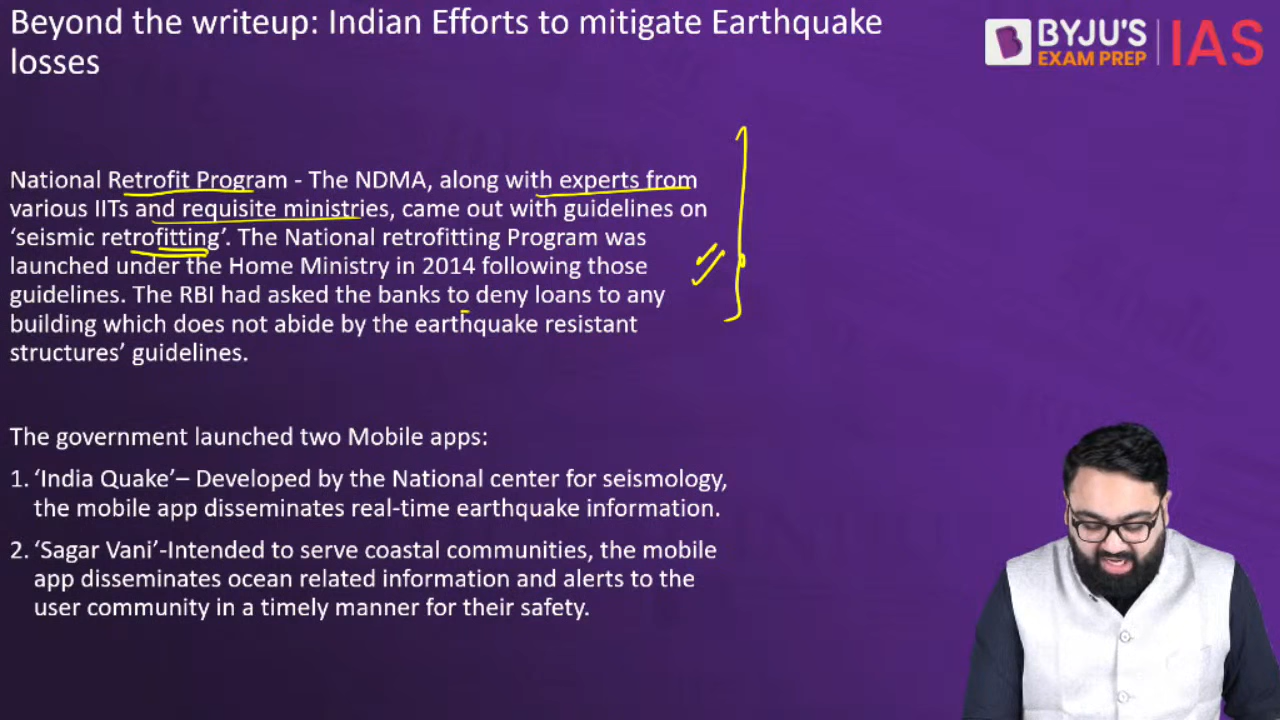 Beyond the writeup: Indian Efforts to mitigate Earthquake
losses
BYJU'S
EXAM PREP
IAS
National Retrofit Program - The NDMA, along with experts from
various IITs and requisite ministries, came out with guidelines on
‘seismic retrofitting’. The National retrofitting Program was
launched under the Home Ministry in 2014 following those
guidelines. The RBI had asked the banks to deny loans to any
building which does not abide by the earthquake resistant
structures’ guidelines.
The government launched two Mobile apps:
1. ‘India Quake’– Developed by the National center for seismology,
the mobile app disseminates real-time earthquake information.
2. ‘Sagar Vani’-Intended to serve coastal communities, the mobile
app disseminates ocean related information and alerts to the
user community in a timely manner for their safety.